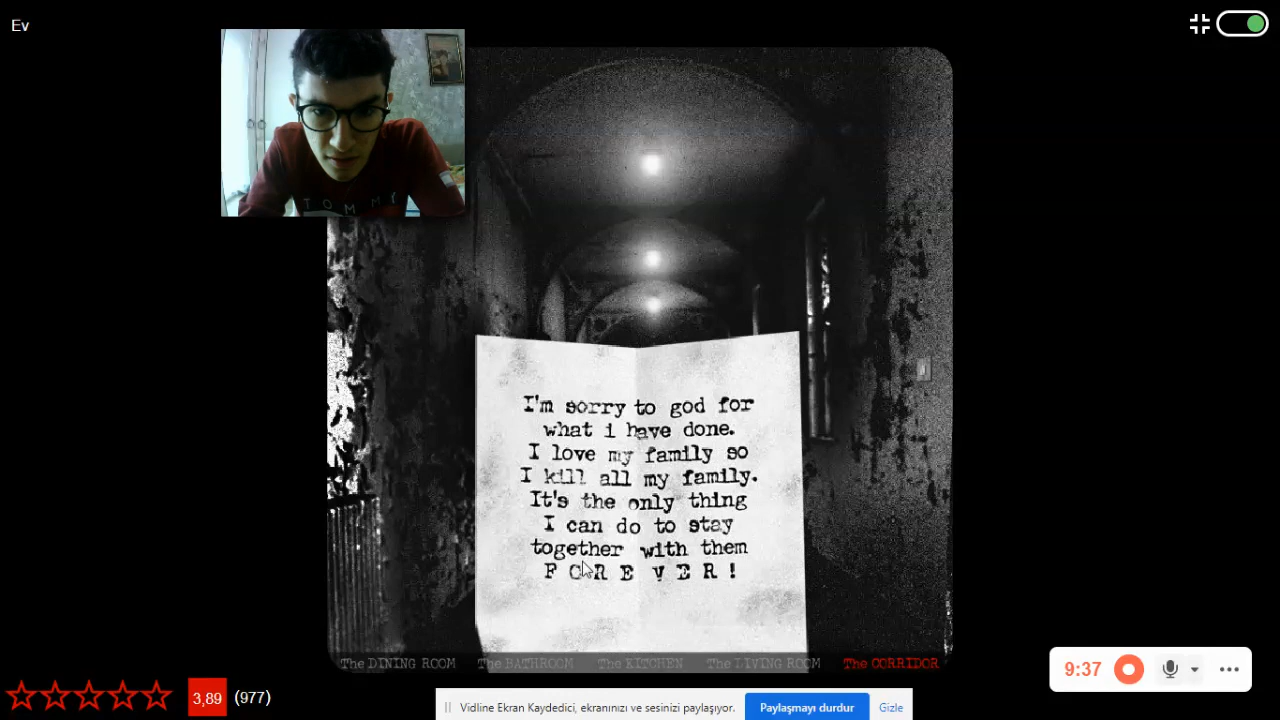 Ev
TOMMY
I'm sorry to god for
what i have done.
I love my family so
I kill all my family.
It's the only thing
I can do to stay
together with them
F O R E V E R !
The DINING ROOM The BATHROOM The KITCHEN The LIVING ROOM The CORRIDOR
3,89 (977)
9:37
Vidline Ekran Kaydedici, ekranınızı ve sesinizi paylaşıyor. Paylaşmayı durdur Gizle